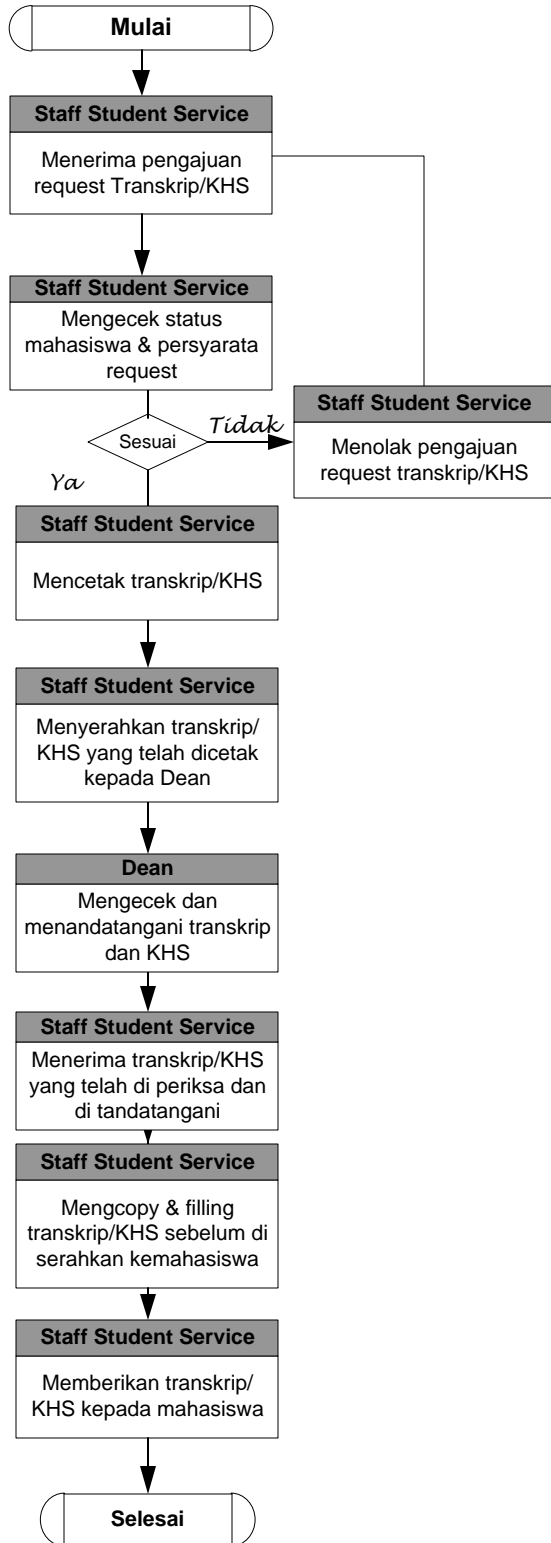 Mulai
Staff Student Service
Menerima pengajuan
request Transkrip/KHS
Staff Student Service
Mengecek status
mahasiswa & persyarata
request
Sesuai
Tidak
Staff Student Service
Menolak pengajuan
request transkrip/KHS
Ya
Staff Student Service
Mencetak transkrip/KHS
Staff Student Service
Menyerahkan transkrip/
KHS yang telah dicetak
kepada Dean
Dean
Mengecek dan
menandatangani transkrip
dan KHS
Staff Student Service
Menerima transkrip/KHS
yang telah di periksa dan
di tandatangani
Staff Student Service
Mengcopy & filling
transkrip/KHS sebelum di
serahkan kemahasiswa
Staff Student Service
Memberikan transkrip/
KHS kepada mahasiswa
Selesai